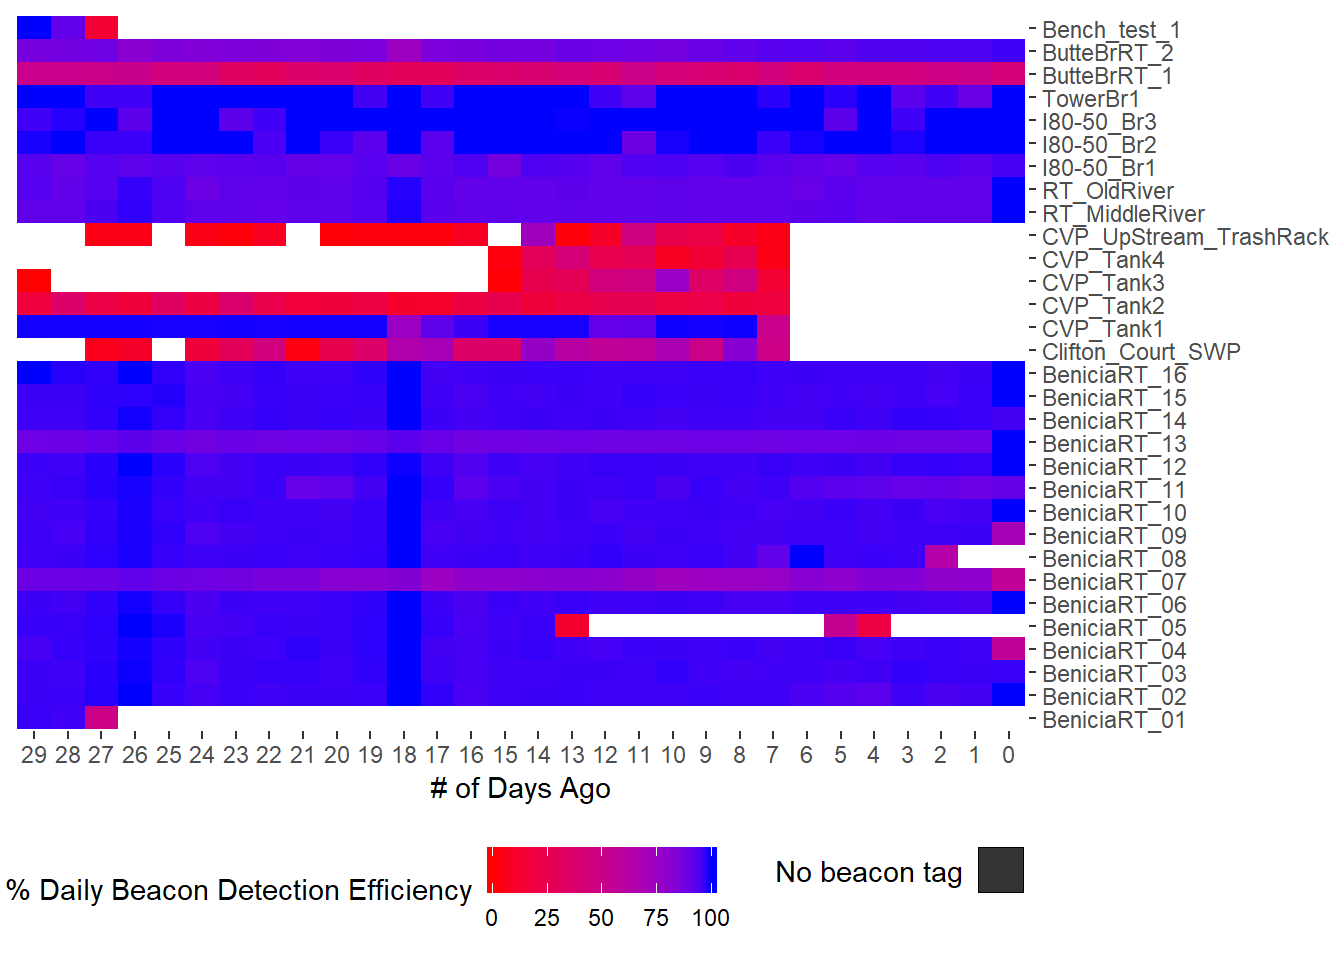 Bench_test_1
ButteBrRT_2
ButteBrRT_1
TowerBr1
I80-50_Br3
I80-50_Br2
I80-50_Br1
RT_OldRiver
RT_MiddleRiver
CVP_UpStream_TrashRack
CVP_Tank4
CVP_Tank3
CVP_Tank2
CVP_Tank1
Clifton_Court_SWP
BeniciaRT_16
BeniciaRT_15
BeniciaRT_14
BeniciaRT_13
BeniciaRT_12
BeniciaRT_11
BeniciaRT_10
BeniciaRT_09
BeniciaRT_08
BeniciaRT_07
BeniciaRT_06
BeniciaRT_05
BeniciaRT_04
BeniciaRT_03
BeniciaRT_02
BeniciaRT_01
29 28 27 26 25 24 23 22 21 20 19 18 17 16 15 14 13 12 11 10 9 8 7 6 5 4 3 2 1 0
# of Days Ago
% Daily Beacon Detection Efficiency
0 25 50 75 100
No beacon tag